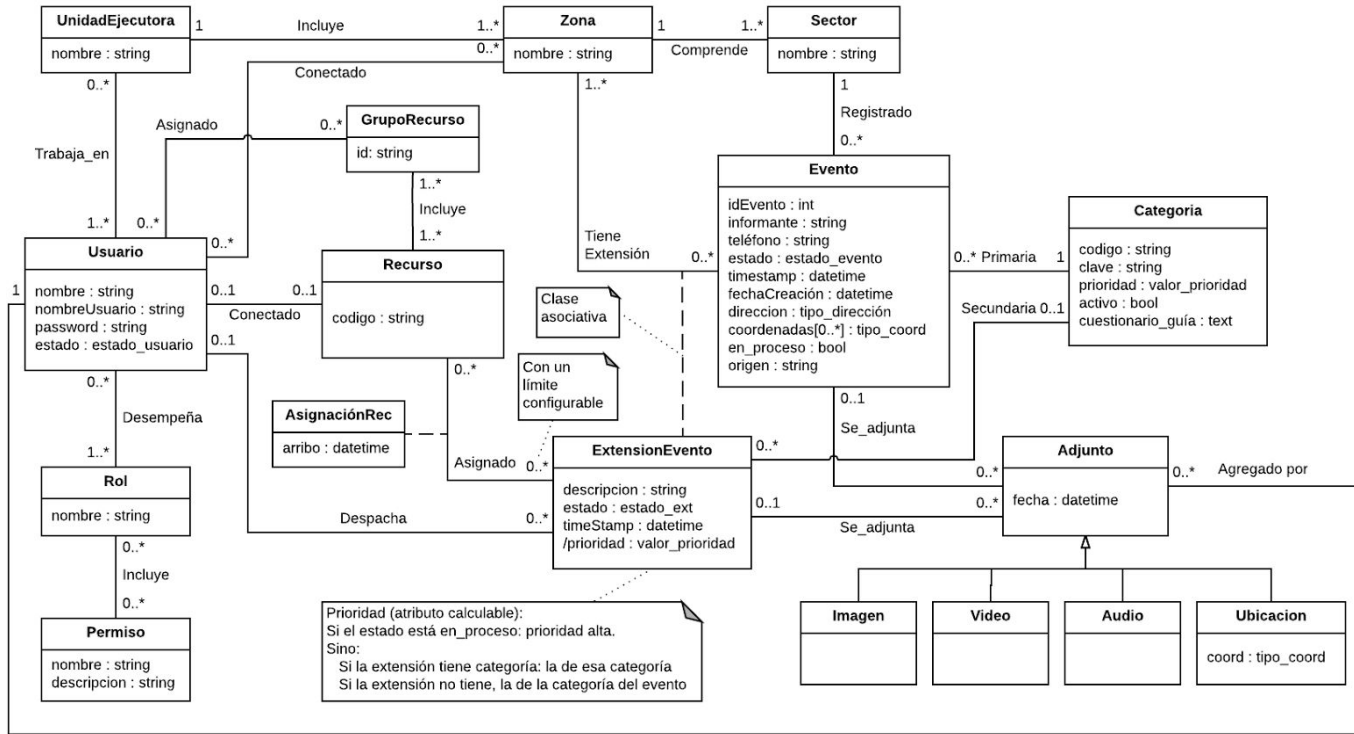 UnidadEjecutora
nombre : string
1
Incluye
1..*
Zona
nombre : string
1
1..*
Comprende
Sector
nombre : string
0..*
Conectado
0..*
1..*
1
Registrado
0..*
Asignado
0..*
GrupoRecurso
id: string
Trabaja_en
1..*
Incluye
1..*
1..*
0..*
0..*
Usuario
nombre : string
nombreUsuario : string
password : string
estado : estado_usuario
1
0..1
0..1
Conectado
0..1
Recurso
codigo : string
Tiene
Extensión
0..*
Evento
idEvento : int
informante : string
teléfono : string
estado : estado_evento
timestamp : datetime
fechaCreación : datetime
direccion : tipo_dirección
coordenadas[0..*] : tipo_coord
en_proceso : bool
origen : string
0..*
Primaria
1
Secundaria
0..1
Categoria
codigo : string
clave : string
prioridad : valor_prioridad
activo : bool
cuestionario_guía : text
Clase
asociativa
Con un
límite
configurable
0..*
0..*
Desempeña
1..*
AsignaciónRec
arribo : datetime
Asignado
0..*
Despacha
0..*
ExtensionEvento
descripcion : string
estado : estado_ext
timeStamp : datetime
/prioridad : valor_prioridad
0..*
0..1
0..1
Se_adjunta
0..*
0..*
Se_adjunta
Adjunto
fecha : datetime
0..*
Agregado por
Rol
nombre : string
0..*
Incluye
0..*
Permiso
nombre : string
descripcion : string
Prioridad (atributo calculable):
Si el estado está en_proceso: prioridad alta.
Sino:
Si la extensión tiene categoría: la de esa categoría
Si la extensión no tiene, la de la categoría del evento
Imagen
Video
Audio
Ubicacion
coord : tipo_coord